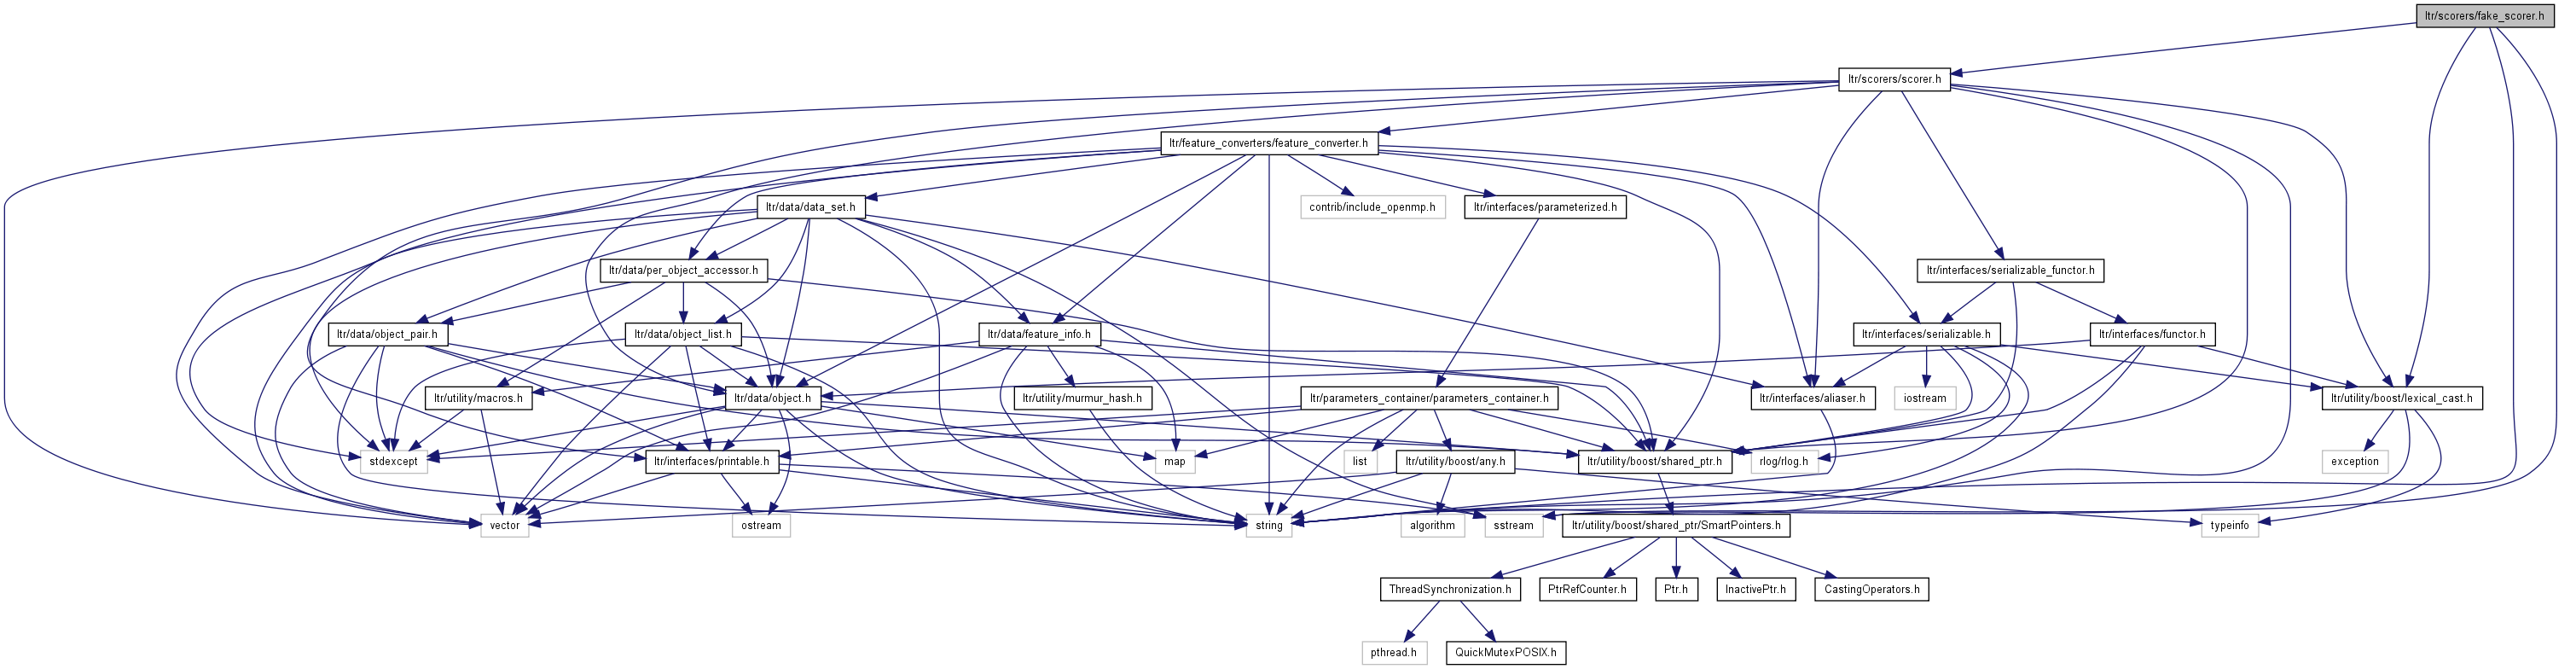 ltr/scorers/fake_scorer.h
ltr/scorers/scorer.h
ltr/feature_converters/feature_converter.h
ltr/data/data_set.h
contrib/include_openmp.h
ltr/interfaces/parameterized.h
ltr/data/per_object_accessor.h
ltr/interfaces/serializable_functor.h
ltr/data/object_pair.h
ltr/data/object_list.h
ltr/data/feature_info.h
ltr/interfaces/serializable.h
ltr/interfaces/functor.h
ltr/utility/macros.h
ltr/data/object.h
ltr/utility/murmur_hash.h
ltr/parameters_container/parameters_container.h
ltr/interfaces/aliaser.h
iostream
ltr/utility/boost/lexical_cast.h
stdexcept
ltr/interfaces/printable.h
map
list
ltr/utility/boost/any.h
ltr/utility/boost/shared_ptr.h
rlog/rlog.h
exception
vector
ostream
string
algorithm
sstream
ltr/utility/boost/shared_ptr/SmartPointers.h
typeinfo
ThreadSynchronization.h
PtrRefCounter.h
Ptr.h
InactivePtr.h
CastingOperators.h
pthread.h
QuickMutexPOSIX.h